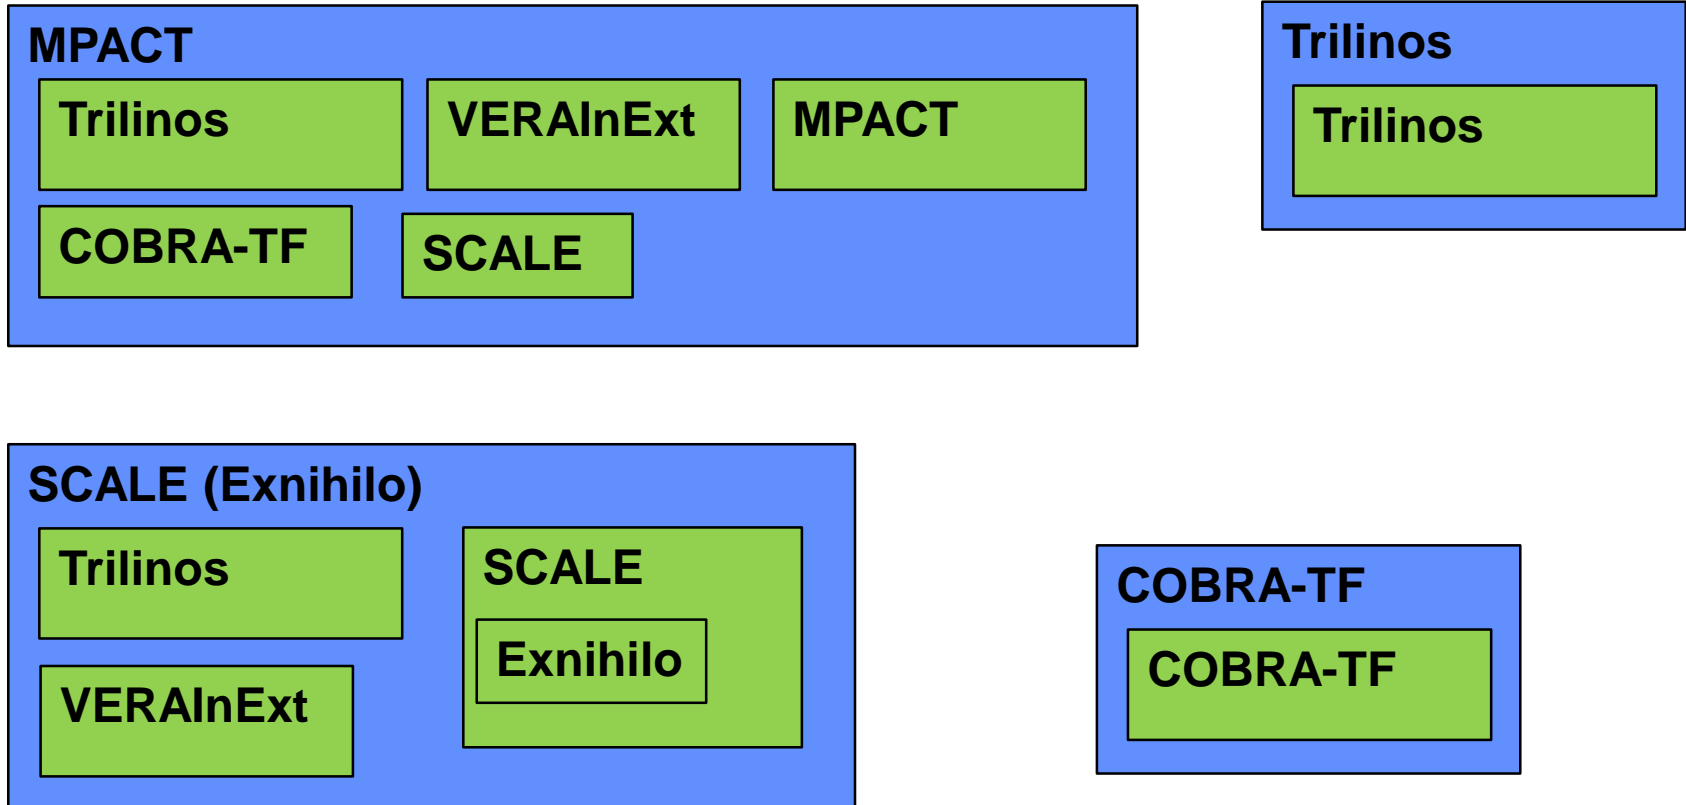 MPACT
Trilinos
VERAInExt
MPACT
COBRA-TF
SCALE
Trilinos
Trilinos
SCALE (Exnihilo)
Trilinos
SCALE
Exnihilo
VERAInExt
COBRA-TF
COBRA-TF